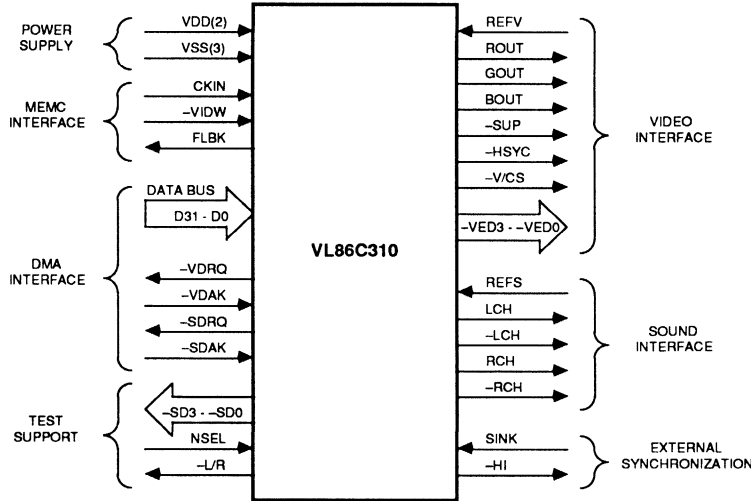 POWER
SUPPLY
VDD(2)
VSS(3)
MEMC
INTERFACE
CKIN
–VIDW
FLBK
DMA
INTERFACE
DATA BUS
D31 - D0
–VDRQ
–VDAK
–SDRQ
–SDAK
TEST
SUPPORT
–SD3 - –SD0
NSEL
–L/R
VL86C310
REFV
ROUT
GOUT
BOUT
–SUP
–HSYC
–V/CS
–VED3 - –VED0
VIDEO
INTERFACE
REFS
LCH
–LCH
RCH
–RCH
SOUND
INTERFACE
SINK
–HI
EXTERNAL
SYNCHRONIZATION